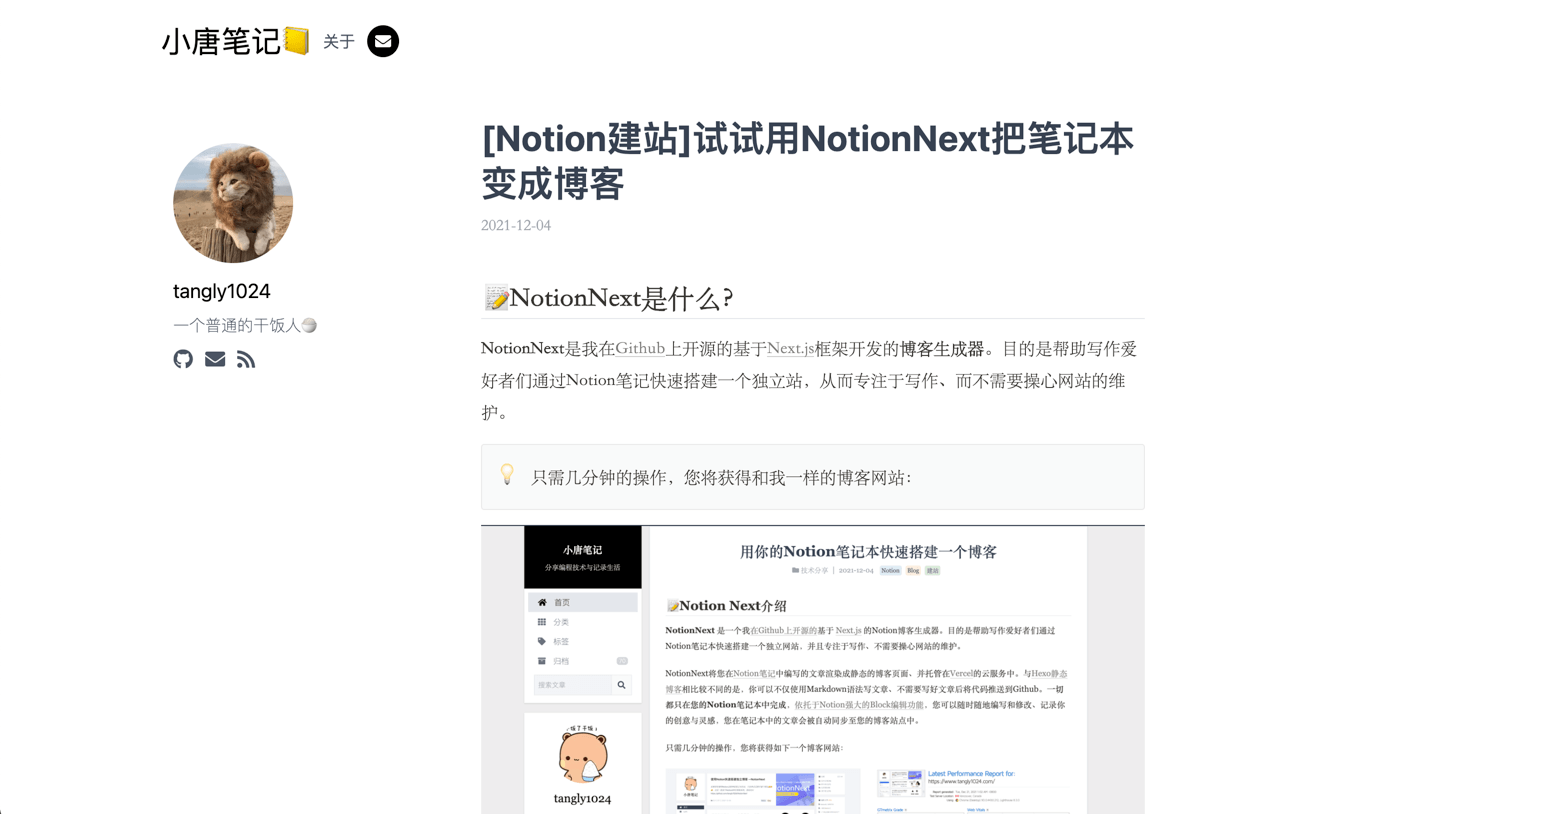 小唐笔记📒 关于
[Notion建站]试试用NotionNext把笔记本
变成博客
2021-12-04
tangly1024
一个普通的干饭人🍚
📝NotionNext是什么?
NotionNext是我在Github上开源的基于Next.js框架开发的博客生成器。目的是帮助写作爱
好者们通过Notion笔记快速搭建一个独立站，从而专注于写作、而不需要操心网站的维
护。
💡 只需几分钟的操作，您将获得和我一样的博客网站：
小唐笔记
分享编程技术与记录生活
首页
分类
标签
归档
搜索文章
tangly1024
用你的Notion笔记本快速搭建一个博客
技术分享 | 2021-12-04 Notion Blog 建站
📝Notion Next介绍
NotionNext 是一个我在Github上开源的基于 Next.js 的Notion博客生成器。目的是帮助写作爱好者们通过
Notion笔记本快速搭建一个独立网站，并且专注于写作、不需要操心网站的维护。
NotionNext将您在Notion笔记中编写的文章渲染成静态的博客页面、并托管在Vercel的云服务中。与Hexo静态
博客相比较不同的是，你可以不仅使用Markdown语法写文章、不需要写好文章后将代码推送到Github。一切
都只在您的Notion笔记本中完成，依托于Notion强大的Block编辑功能，您可以随时随地编写和修改、记录你
的创意与灵感，您在笔记本中的文章会被自动同步至您的博客站点中。
只需几分钟的操作，您将获得如下一个博客网站：
Latest Performance Report for:
https://www.tangly1024.com/